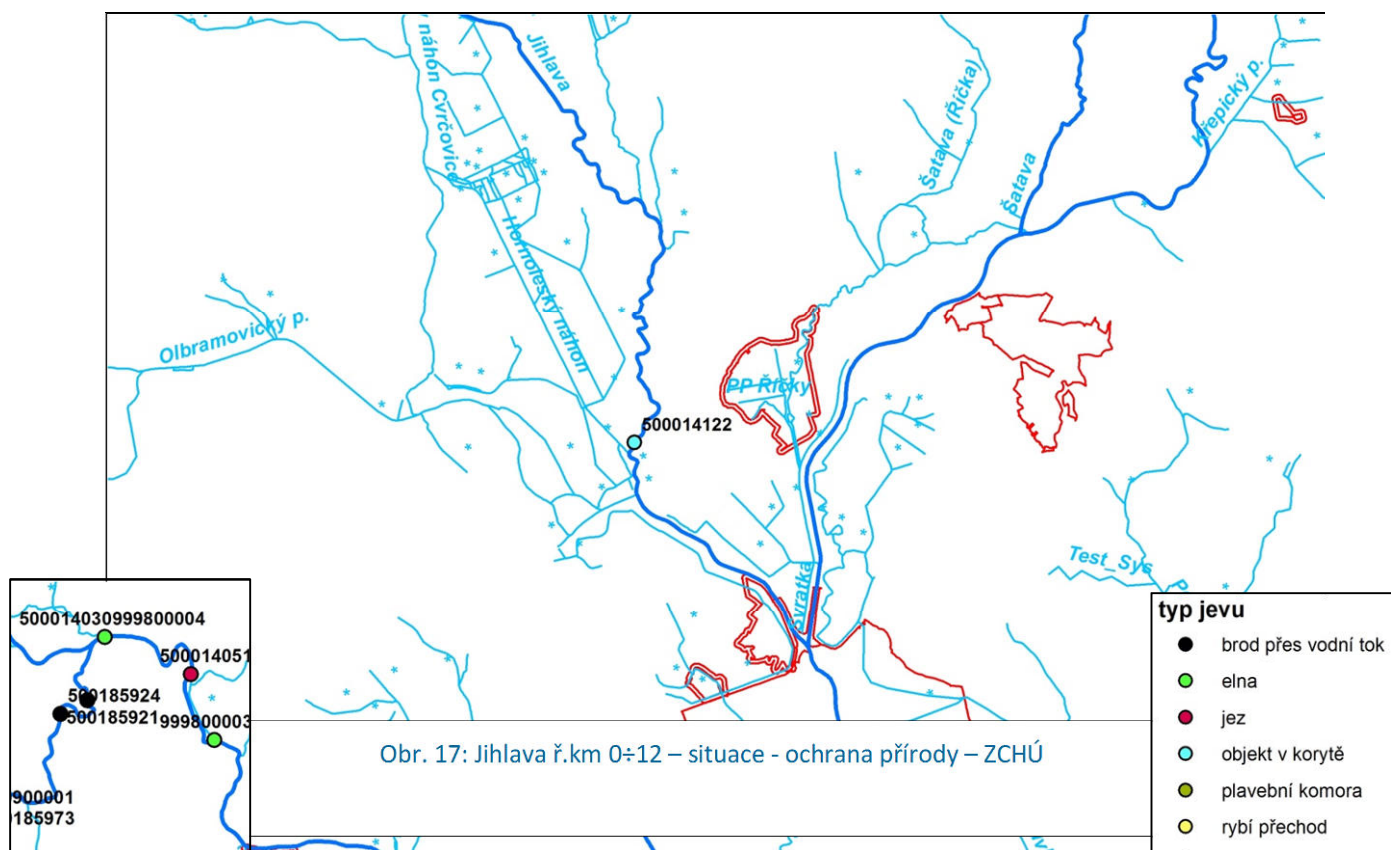 náhon Cvrčovice
Jihlava
Šatava (Říčka)
Šatava
Křepický p.
Hornoleský náhon
Olbramovický p.
PP Říčky
500014122
Svratka
Test_Sys
typ jevu
brod přes vodní tok
elna
jez
objekt v korytě
plavební komora
rybí přechod
500014030999800004
500014051
500185924
500185921
999800003
900001
185973
Obr. 17: Jihlava ř.km 0÷12 – situace - ochrana přírody – ZCHÚ